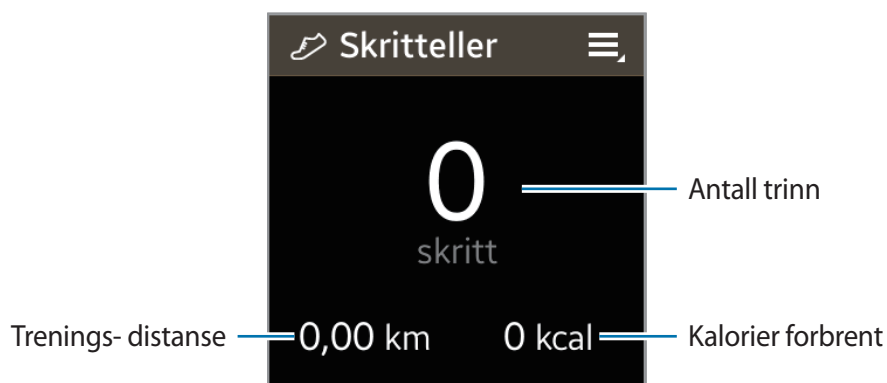 Skritteller
0
Antall trinn
skritt
Trenings- distanse
0,00 km
0 kcal
Kalorier forbrent